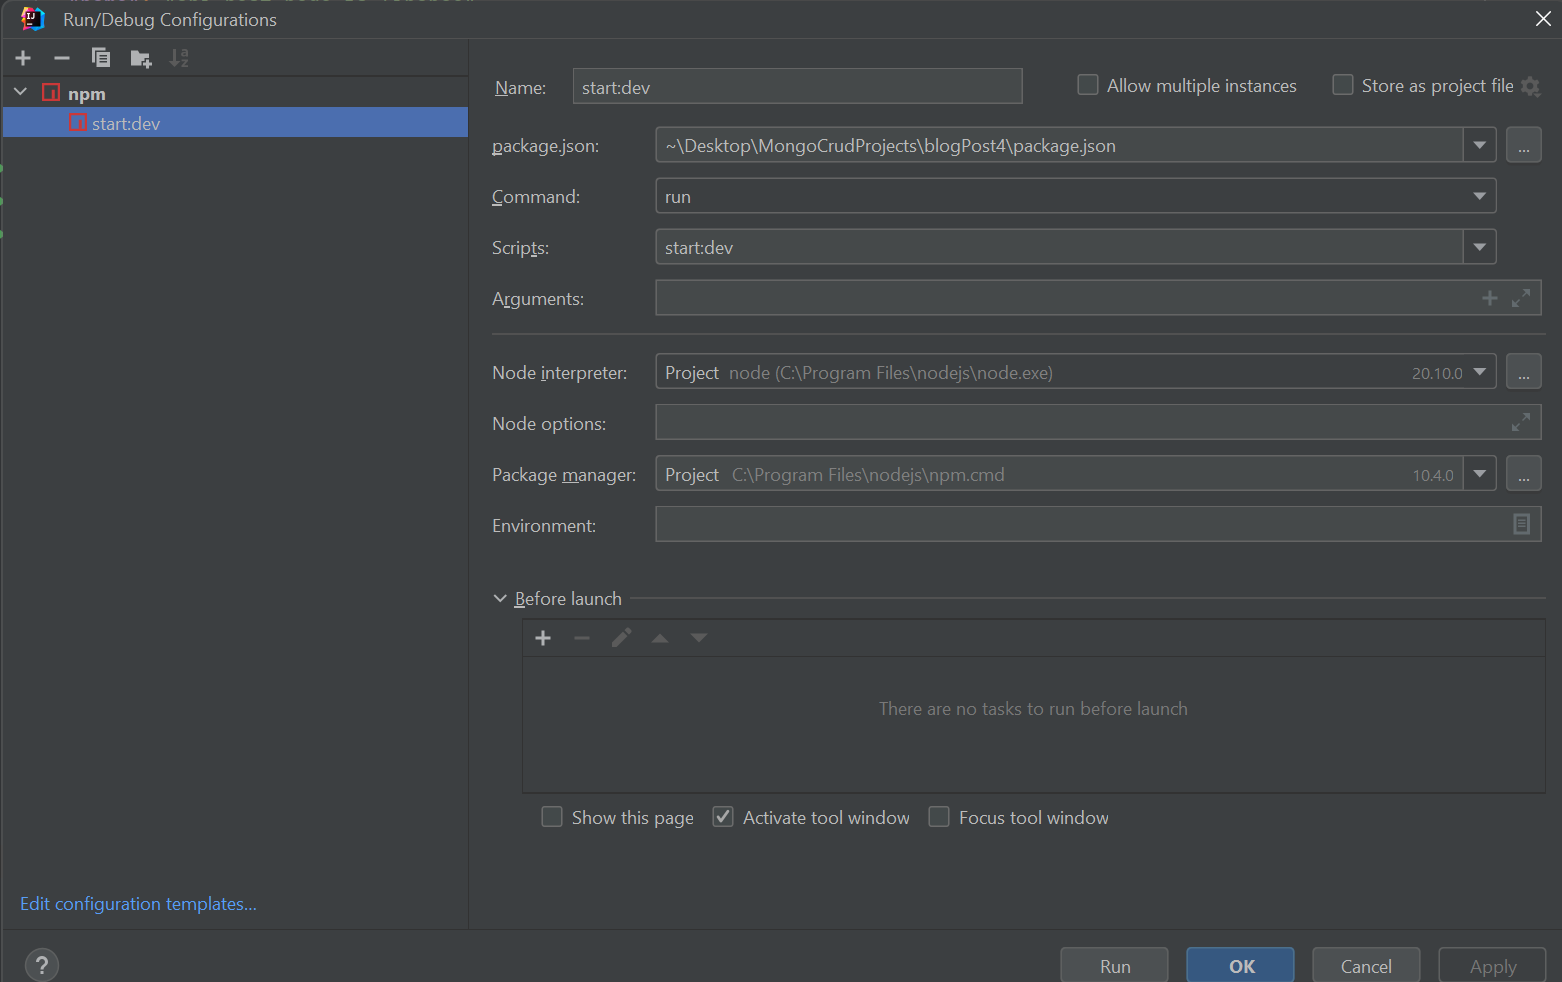 Run/Debug Configurations
npm
start:dev
Name: start:dev
Allow multiple instances
Store as project file
package.json: ~\Desktop\MongoCrudProjects\blogPost4\package.json
...
Command: run
Scripts: start:dev
Arguments:
Node interpreter: Project node (C:\Program Files\nodejs\node.exe) 20.10.0
...
Node options:
Package manager: Project C:\Program Files\nodejs\npm.cmd 10.4.0
...
Environment:
Before launch
There are no tasks to run before launch
Show this page
Activate tool window
Focus tool window
Edit configuration templates...
?
Run
OK
Cancel
Apply